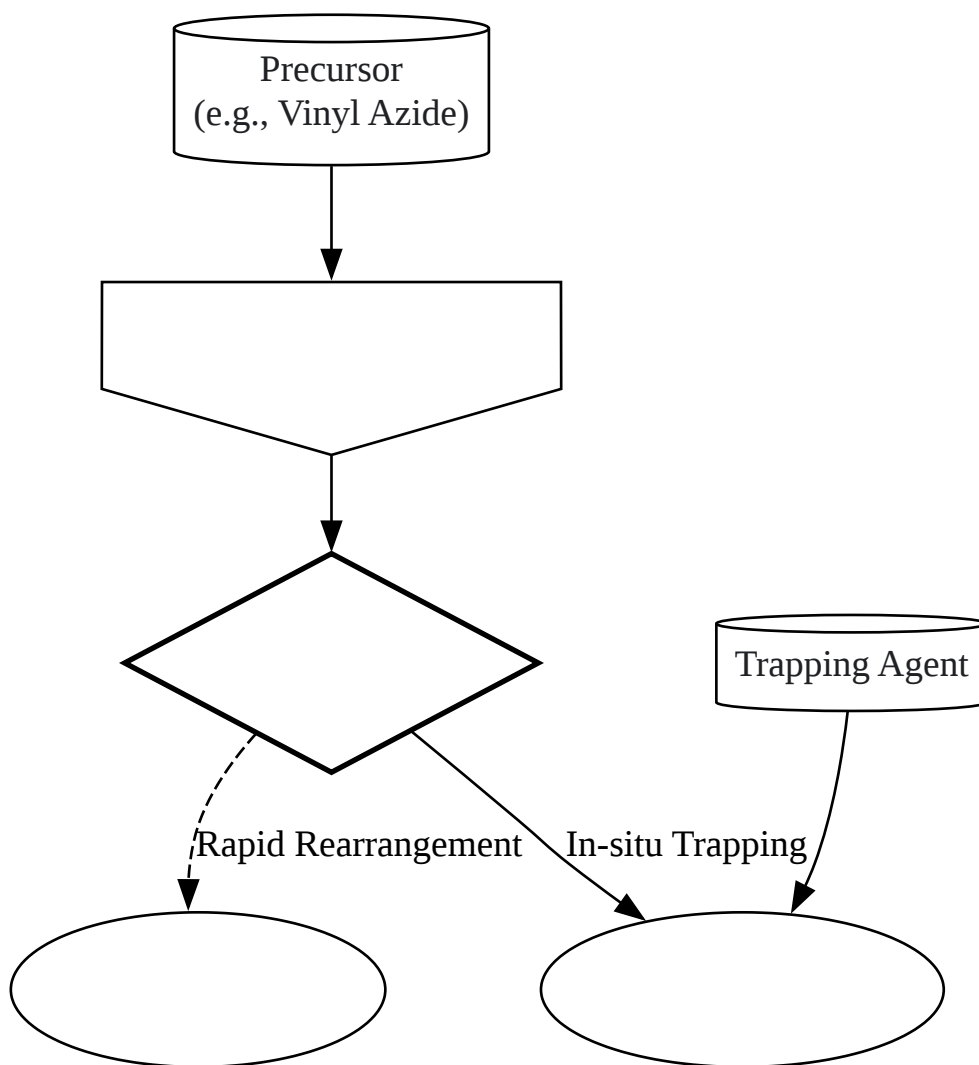 Precursor
(e.g., Vinyl Azide)
Trapping Agent
Rapid Rearrangement
In-situ Trapping